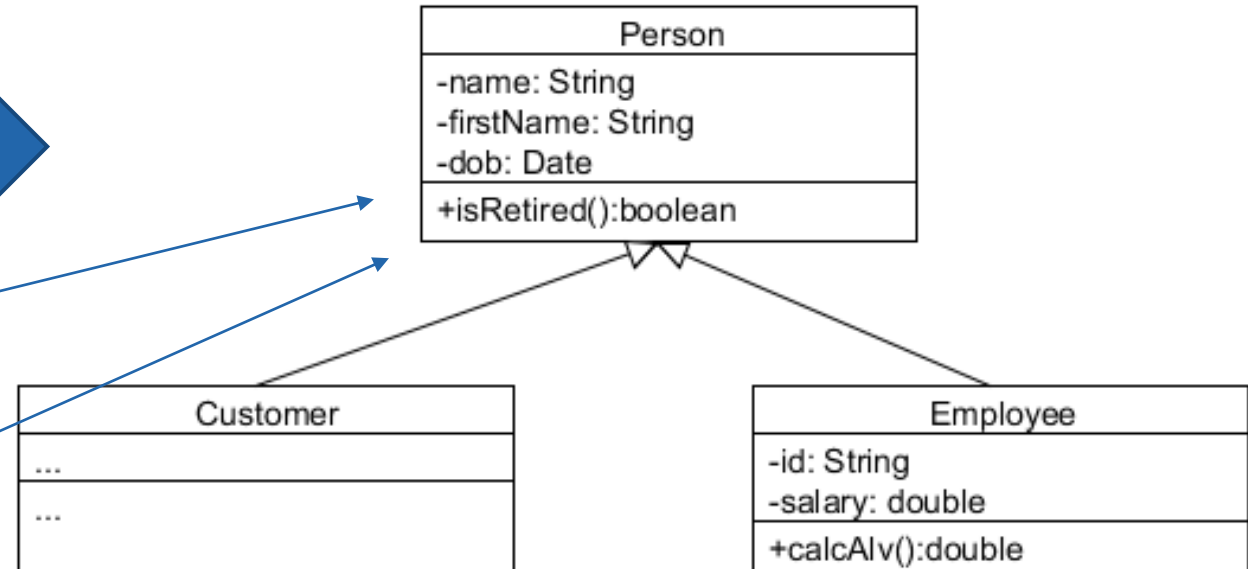 Person
-name: String
-firstName: String
-dob: Date
+isRetired():boolean
Customer
...
...
Employee
-id: String
-salary: double
+calcAlv():double